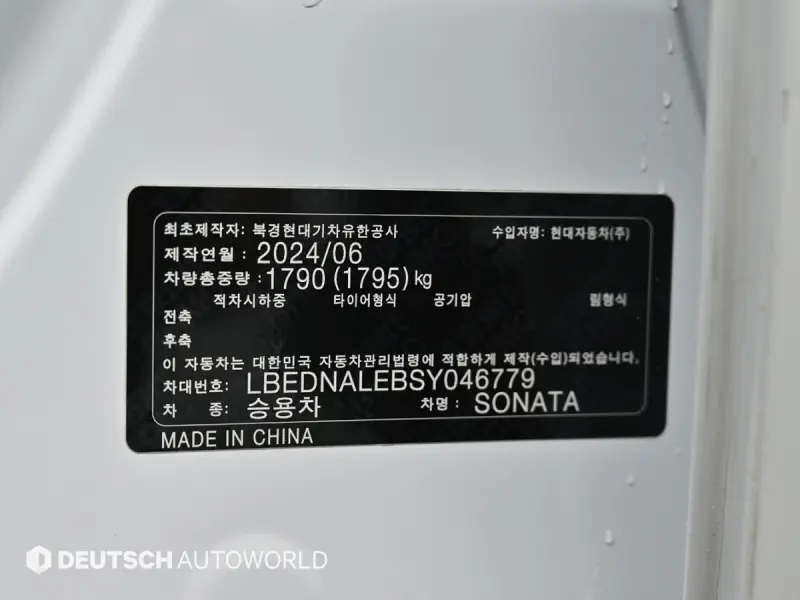 최초제작자: 북경현대기차유한공사 수입자명: 현대자동차(주)
제작연월: 2024/06
차량총중량: 1790 (1795) kg
적차시하중 타이어형식 공기압 림형식
전축
후축
이 자동차는 대한민국 자동차관리법령에 적합하게 제작(수입)되었습니다.
차대번호: LBEDNALEBSY046779
차 종: 승용차 차명: SONATA
MADE IN CHINA
DEUTSCH AUTOWORLD